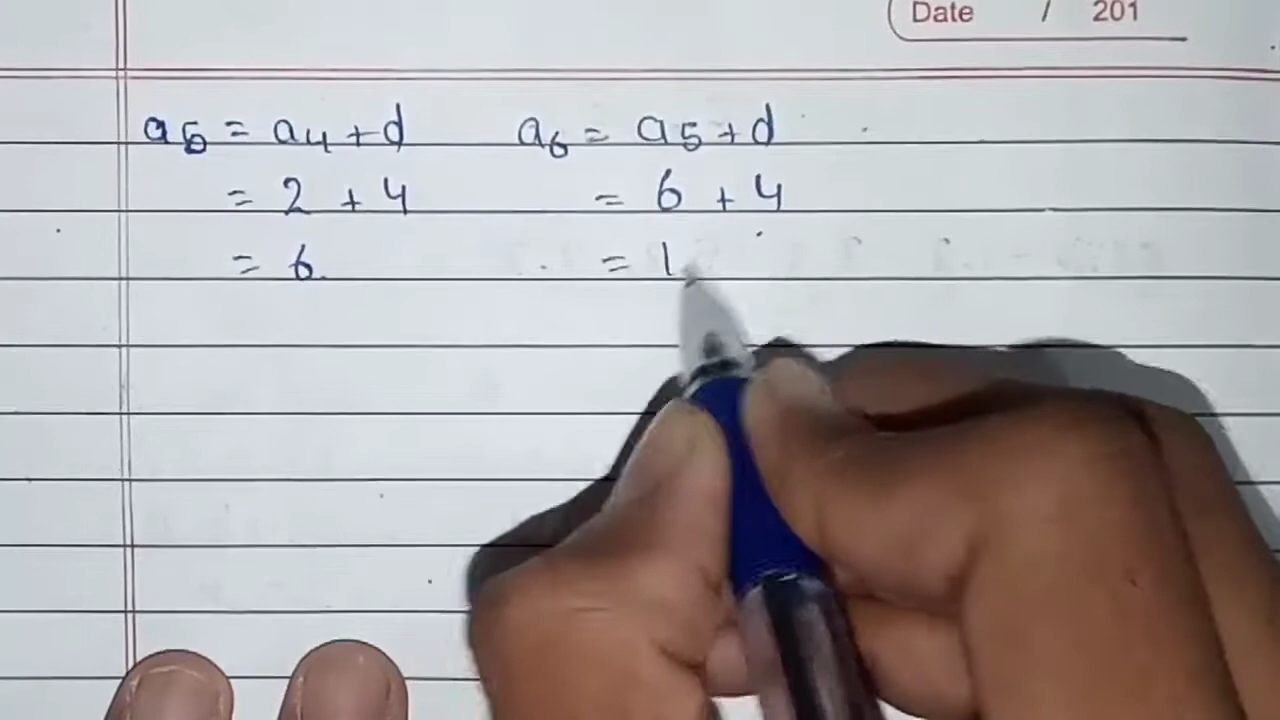 Date / 201
a5 = a4 + d a6 = a5 + d
= 2 + 4 = 6 + 4
= 6. = 1